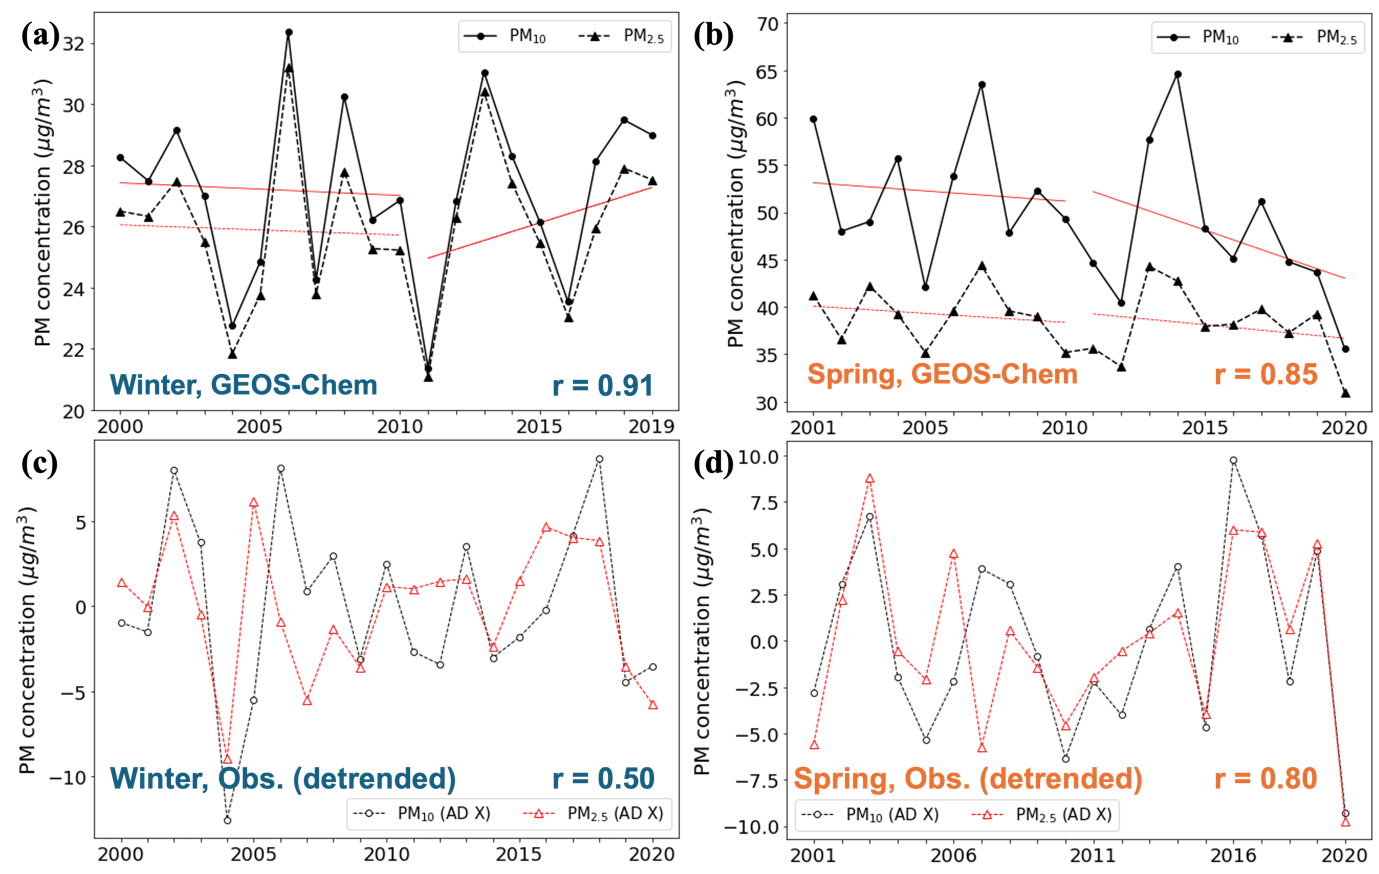 (a)
PM10
PM2.5
PM concentration (μg/m³)
32
30
28
26
24
22
20
Winter, GEOS-Chem
r = 0.91
2000
2005
2010
2015
2019
(b)
PM10
PM2.5
PM concentration (μg/m³)
70
65
60
55
50
45
40
35
30
Spring, GEOS-Chem
r = 0.85
2001
2005
2010
2015
2020
(c)
PM concentration (μg/m³)
5
0
−5
−10
Winter, Obs. (detrended)
r = 0.50
PM10 (AD X)
PM2.5 (AD X)
2000
2005
2010
2015
2020
(d)
PM concentration (μg/m³)
10.0
7.5
5.0
2.5
0.0
−2.5
−5.0
−7.5
−10.0
Spring, Obs. (detrended)
r = 0.80
PM10 (AD X)
PM2.5 (AD X)
2001
2006
2011
2016
2020